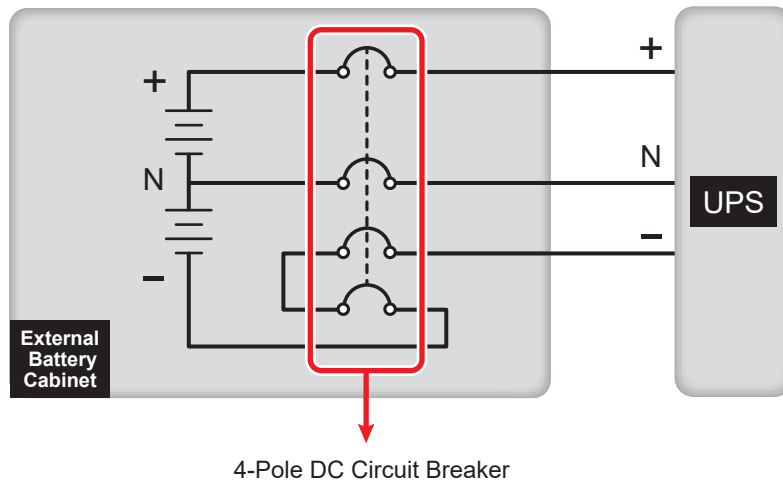 +
+
N
N
UPS
−
−
External
Battery
Cabinet
4-Pole DC Circuit Breaker